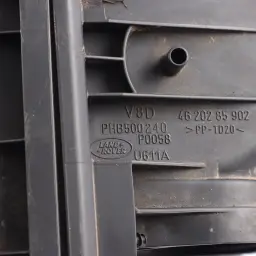 V8D
PHB500240
P0058
LAND
ROVER
U611A
46 202 85 902
>PP-TD20<